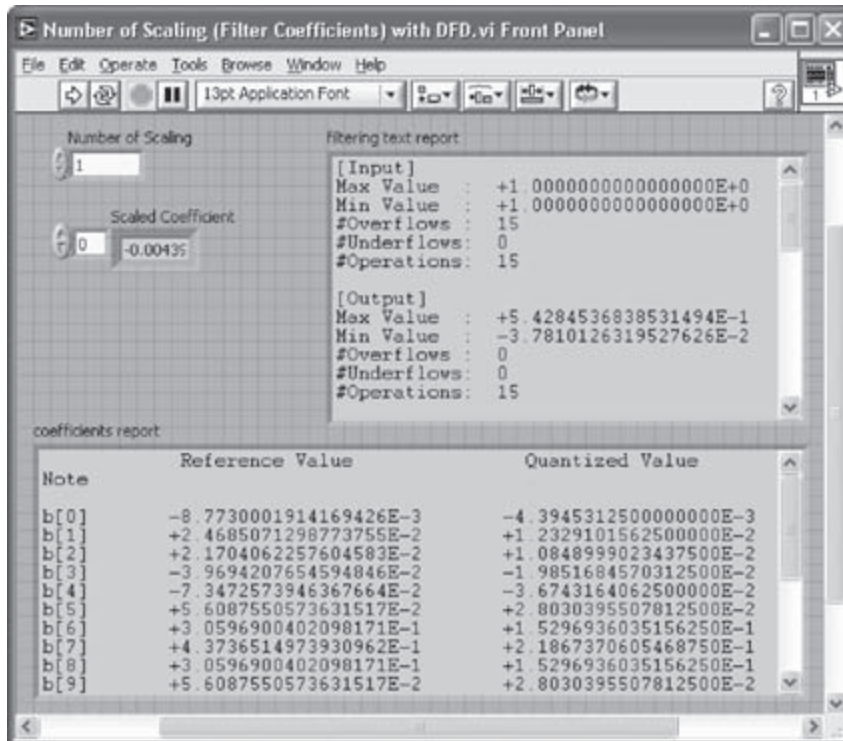 Number of Scaling (Filter Coefficients) with DFD.vi Front Panel
File Edit Operate Tools Browse Window Help
13pt Application Font
1
Number of Scaling
1
Scaled Coefficient
0
-0.00439
filtering text report
[Input]
Max Value : +1.0000000000000000E+0
Min Value : +1.0000000000000000E+0
#Overflows : 15
#Underflows: 0
#Operations: 15
[Output]
Max Value : +5.4284536838531494E-1
Min Value : -3.7810126319527626E-2
#Overflows : 0
#Underflows: 0
#Operations: 15
coefficients report
Reference Value Quantized Value
Note
b[0] -8.7730001914169426E-3 -4.3945312500000000E-3
b[1] +2.4685071298773755E-2 +1.2329101562500000E-2
b[2] +2.1704062257604583E-2 +1.0848999023437500E-2
b[3] -3.9694207654594846E-2 -1.9851684570312500E-2
b[4] -7.3472573946367664E-2 -3.6743164062500000E-2
b[5] +5.6087550573631517E-2 +2.8030395507812500E-2
b[6] +3.0596900402098171E-1 +1.5296936035156250E-1
b[7] +4.3736514973930962E-1 +2.1867370605468750E-1
b[8] +3.0596900402098171E-1 +1.5296936035156250E-1
b[9] +5.6087550573631517E-2 +2.8030395507812500E-2